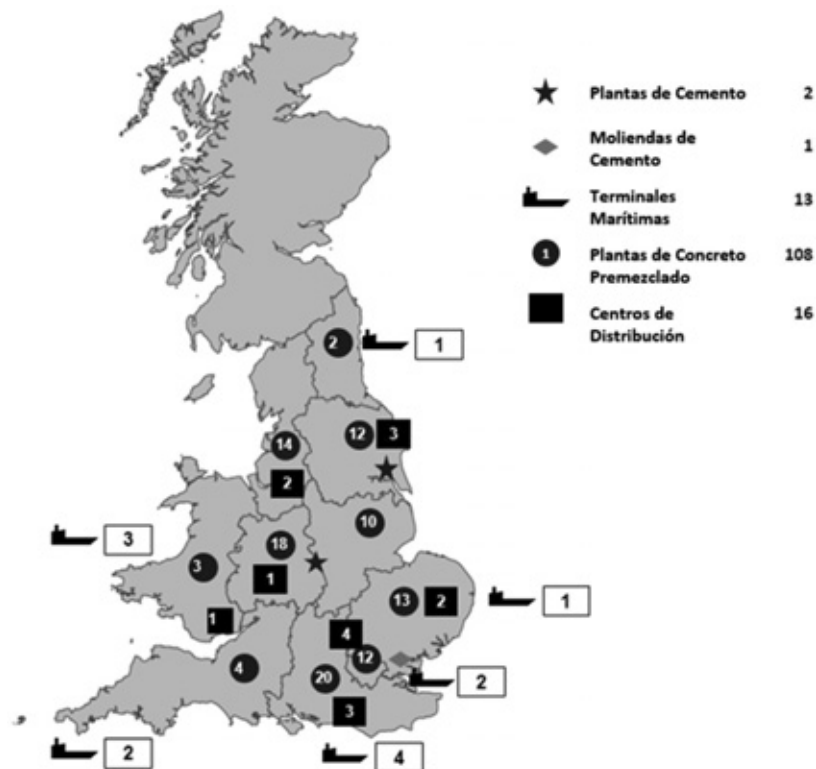 Plantas de Cemento 2
Moliendas de
Cemento 1
Terminales
Marítimas 13
1 Plantas de Concreto
Premezclado 108
Centros de
Distribución 16
2 1
12 3
14
2
10
3
18
3
1
13 2
1
1
4
12
4
20
2
3
2
4